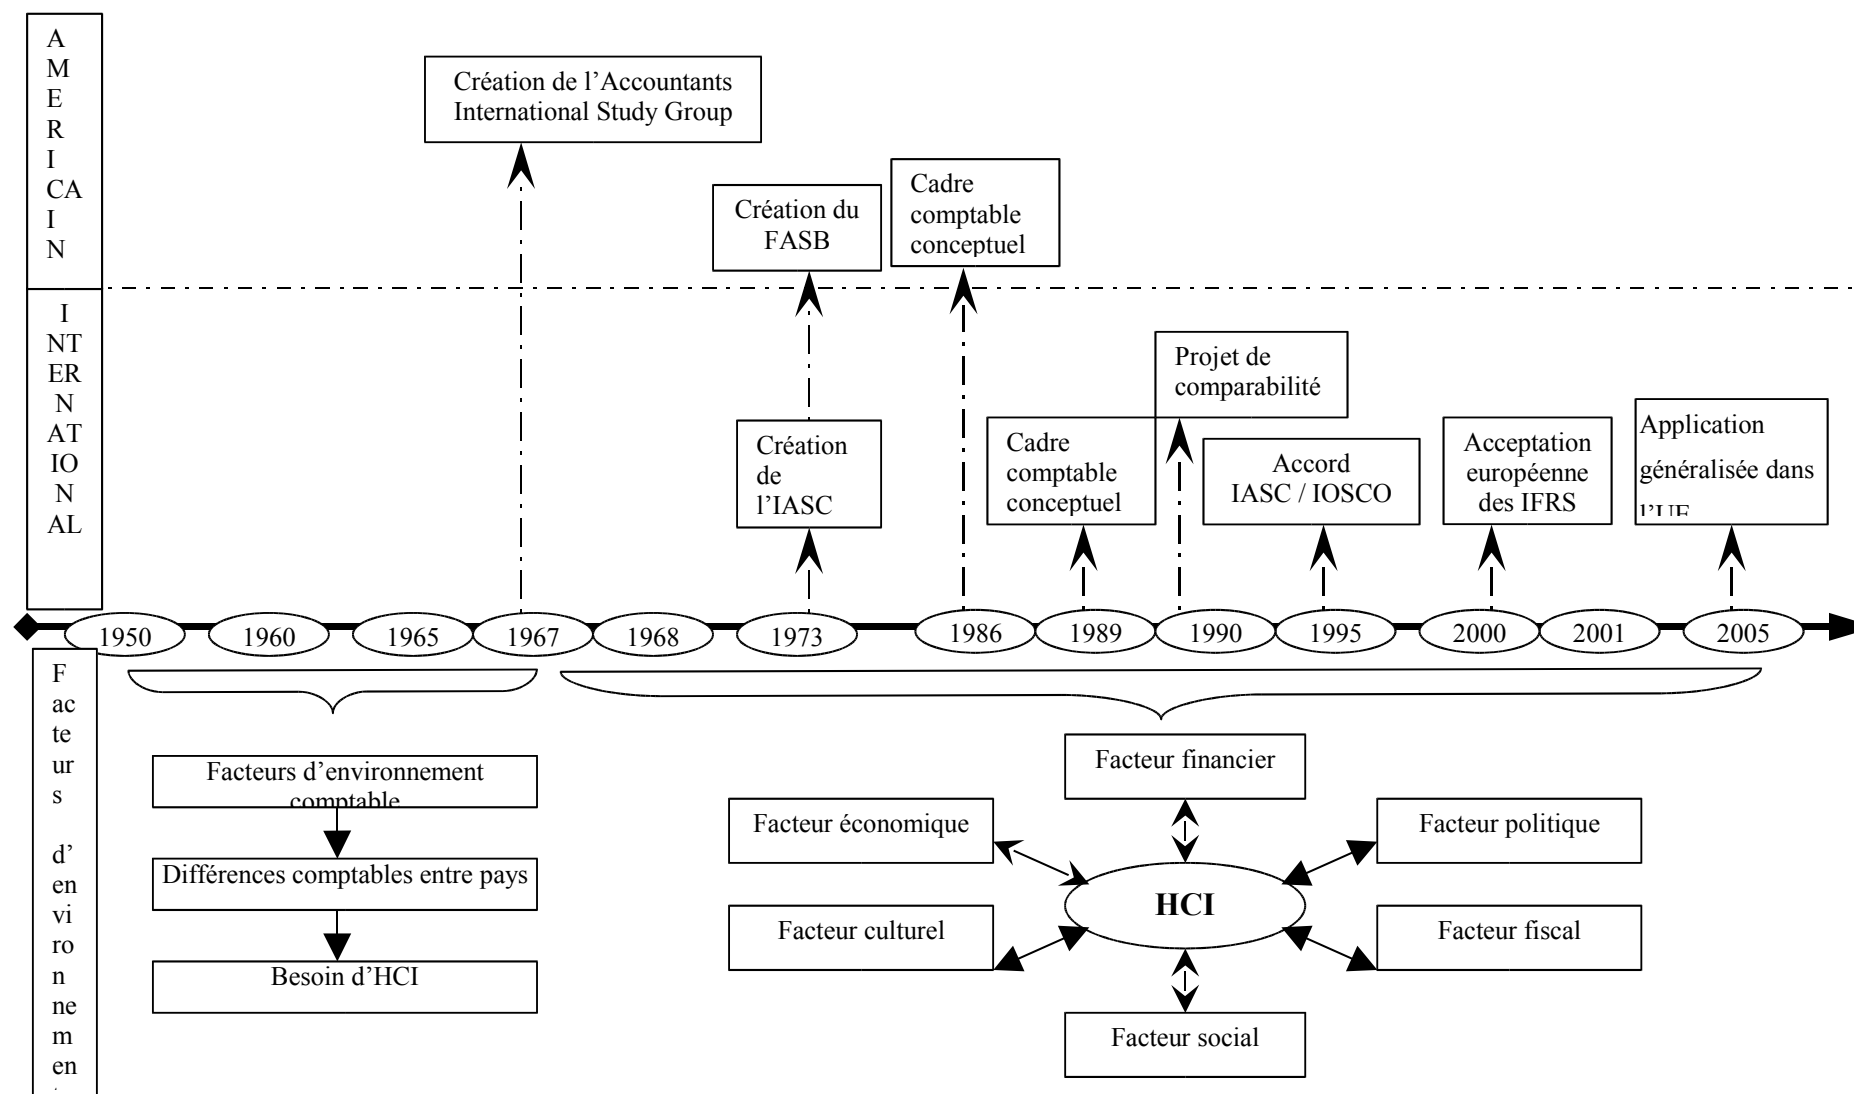 A
M
E
R
I
CA
I
N
Création de l’Accountants
International Study Group
Création du
FASB
Cadre
comptable
conceptuel
I
NT
ER
N
AT
IO
N
AL
Création
de
l’IASC
Cadre
comptable
conceptuel
Projet de
comparabilité
Accord
IASC / IOSCO
Acceptation
européenne
des IFRS
Application
généralisée dans
l’UE
1950
1960
1965
1967
1968
1973
1986
1989
1990
1995
2000
2001
2005
F
ac
te
ur
s
d’
en
vi
ro
n
ne
m
en
Facteurs d’environnement
comptable
Différences comptables entre pays
Besoin d’HCI
Facteur financier
Facteur économique
Facteur politique
HCI
Facteur culturel
Facteur fiscal
Facteur social